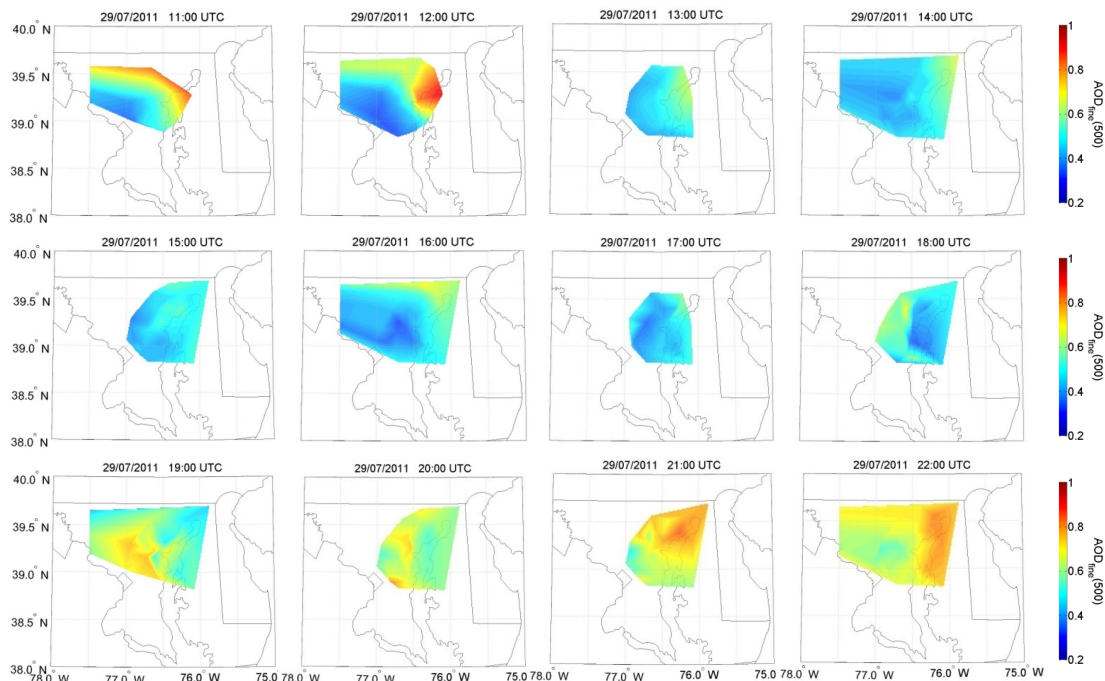 29/07/2011 11:00 UTC
29/07/2011 12:00 UTC
29/07/2011 13:00 UTC
29/07/2011 14:00 UTC
40.0° N
39.5° N
39.0° N
38.5° N
38.0° N
1
0.8
0.6
0.4
0.2
AOD_fine (500)
29/07/2011 15:00 UTC
29/07/2011 16:00 UTC
29/07/2011 17:00 UTC
29/07/2011 18:00 UTC
40.0° N
39.5° N
39.0° N
38.5° N
38.0° N
1
0.8
0.6
0.4
0.2
AOD_fine (500)
29/07/2011 19:00 UTC
29/07/2011 20:00 UTC
29/07/2011 21:00 UTC
29/07/2011 22:00 UTC
40.0° N
39.5° N
39.0° N
38.5° N
38.0° N
1
0.8
0.6
0.4
0.2
AOD_fine (500)
78.0° W 77.0° W 76.0° W 75.0° W
78.0° W 77.0° W 76.0° W 75.0° W
78.0° W 77.0° W 76.0° W 75.0° W
78.0° W 77.0° W 76.0° W 75.0° W